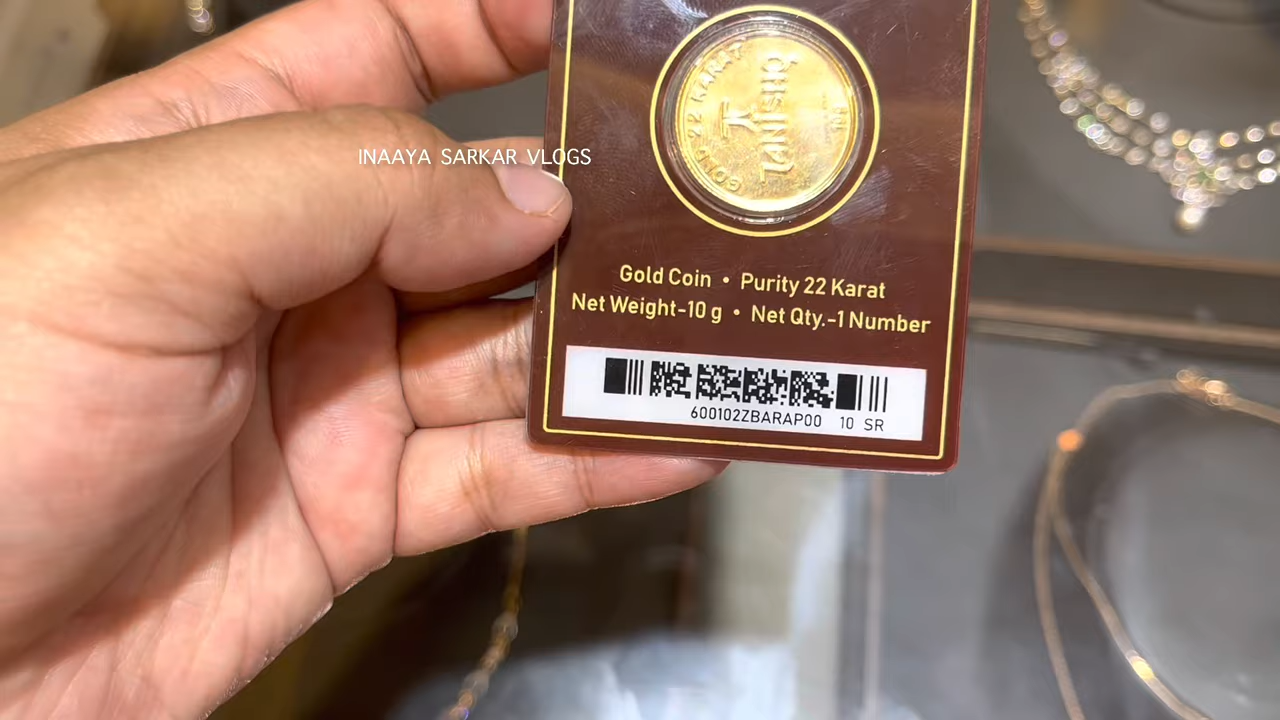 GOLD 22 KARAT
TANISHQ
INAAYA SARKAR VLOGS
Gold Coin • Purity 22 Karat
Net Weight-10 g • Net Qty.-1 Number
600102ZBARAP00 10 SR